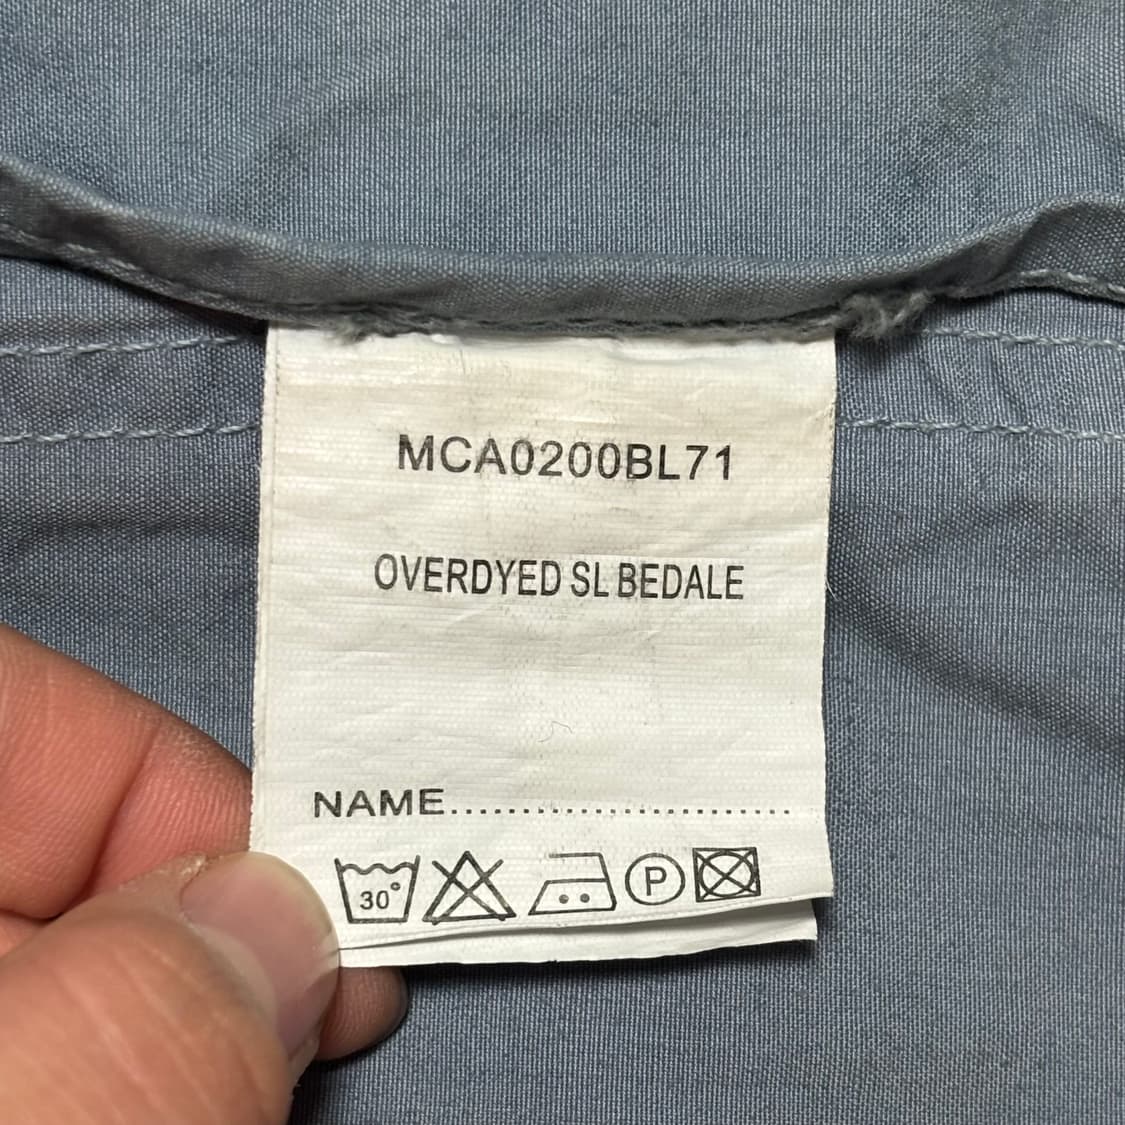 MCA0200BL71
OVERDYED SL BEDALE
NAME..............................
30°
P